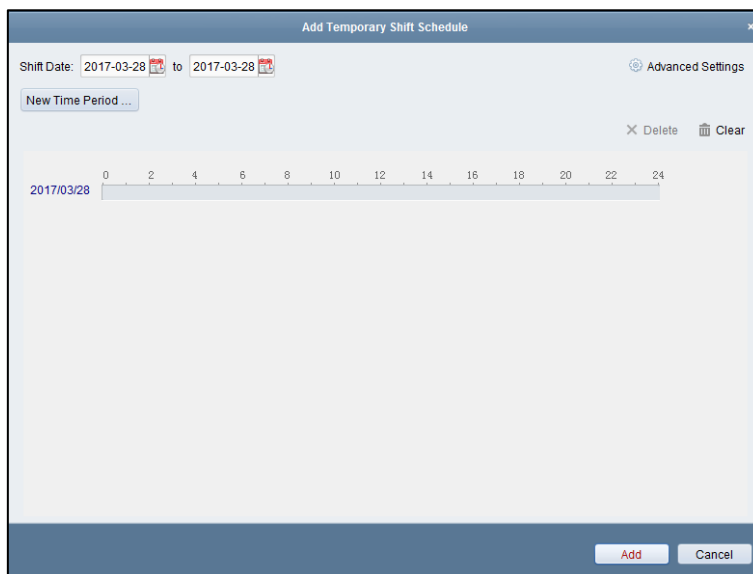 Add Temporary Shift Schedule ×
Shift Date: 2017-03-28 to 2017-03-28 Advanced Settings
New Time Period ...
Delete Clear
0 2 4 6 8 10 12 14 16 18 20 22 24
2017/03/28
Add Cancel